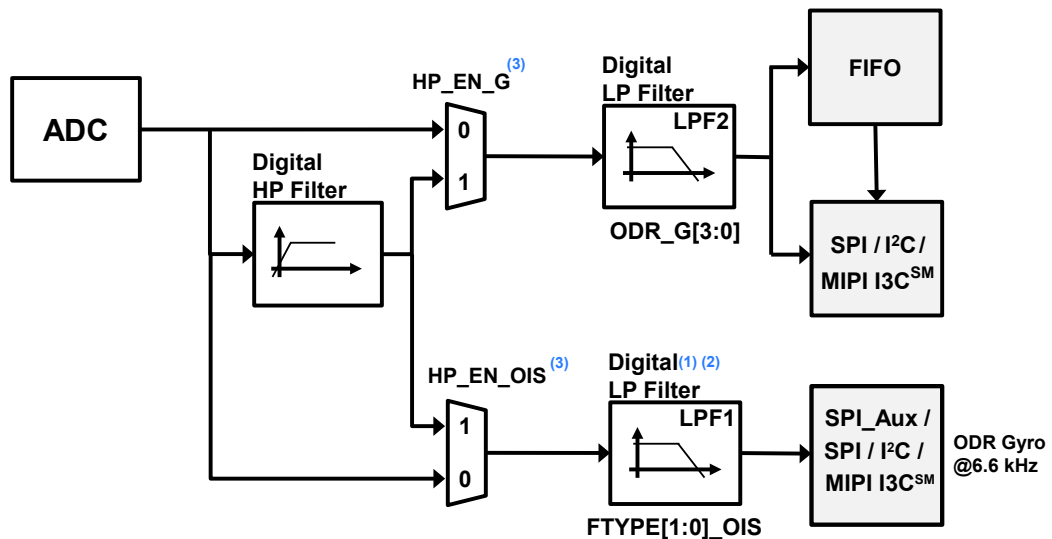 ADC
HP_EN_G(3)
0
1
Digital
HP Filter
Digital
LP Filter
LPF2
ODR_G[3:0]
FIFO
SPI / I²C /
MIPI I3Cˢᴹ
HP_EN_OIS(3)
1
0
Digital(1) (2)
LP Filter
LPF1
FTYPE[1:0]_OIS
SPI_Aux /
SPI / I²C /
MIPI I3Cˢᴹ
ODR Gyro
@6.6 kHz